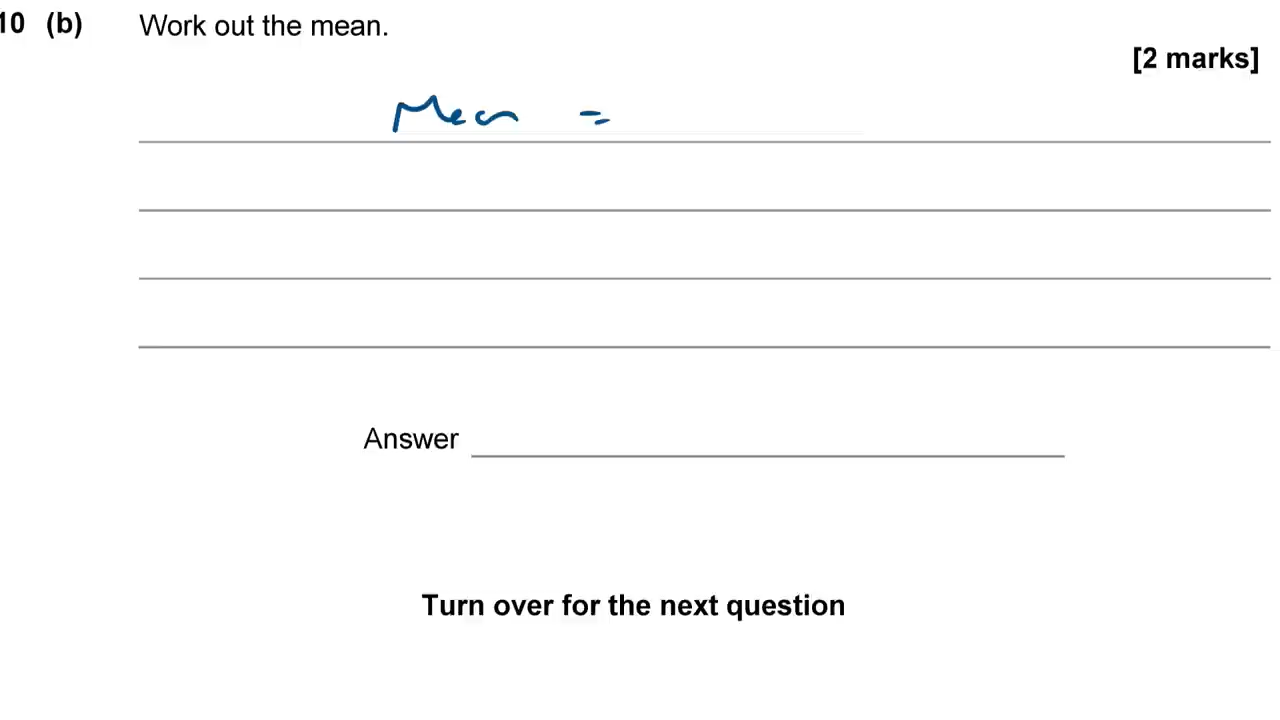 10 (b) Work out the mean.
[2 marks]
Mean =
Answer
Turn over for the next question